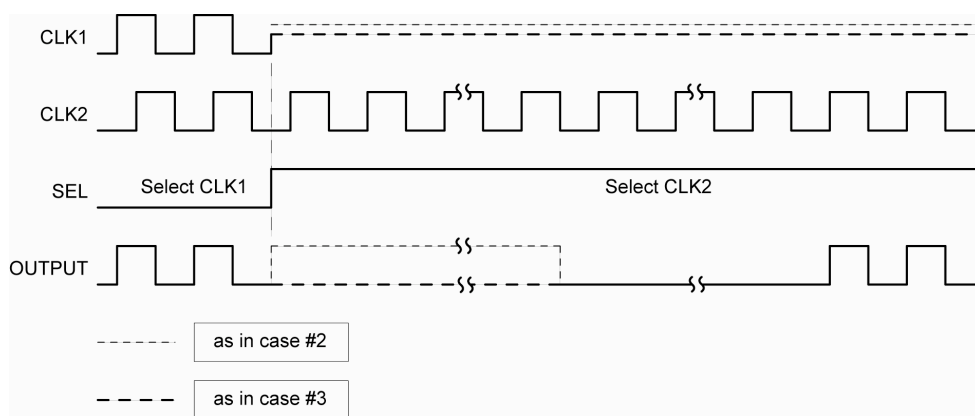 CLK1
CLK2
SEL
Select CLK1
Select CLK2
OUTPUT
as in case #2
as in case #3